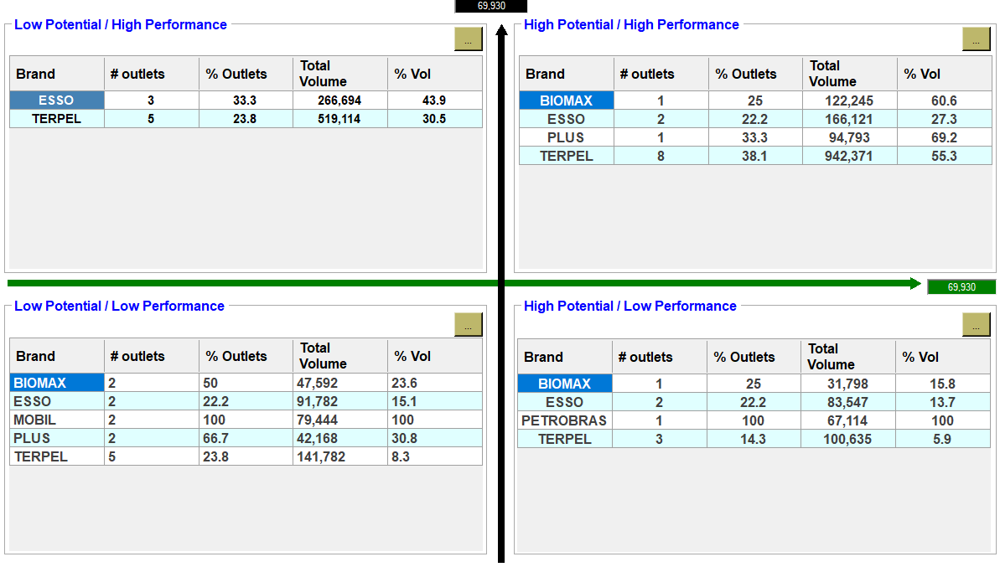 69,930
Low Potential / High Performance
...
Brand # outlets % Outlets Total Volume % Vol
ESSO 3 33.3 266,694 43.9
TERPEL 5 23.8 519,114 30.5
High Potential / High Performance
...
Brand # outlets % Outlets Total Volume % Vol
BIOMAX 1 25 122,245 60.6
ESSO 2 22.2 166,121 27.3
PLUS 1 33.3 94,793 69.2
TERPEL 8 38.1 942,371 55.3
69,930
Low Potential / Low Performance
...
Brand # outlets % Outlets Total Volume % Vol
BIOMAX 2 50 47,592 23.6
ESSO 2 22.2 91,782 15.1
MOBIL 2 100 79,444 100
PLUS 2 66.7 42,168 30.8
TERPEL 5 23.8 141,782 8.3
High Potential / Low Performance
...
Brand # outlets % Outlets Total Volume % Vol
BIOMAX 1 25 31,798 15.8
ESSO 2 22.2 83,547 13.7
PETROBRAS 1 100 67,114 100
TERPEL 3 14.3 100,635 5.9